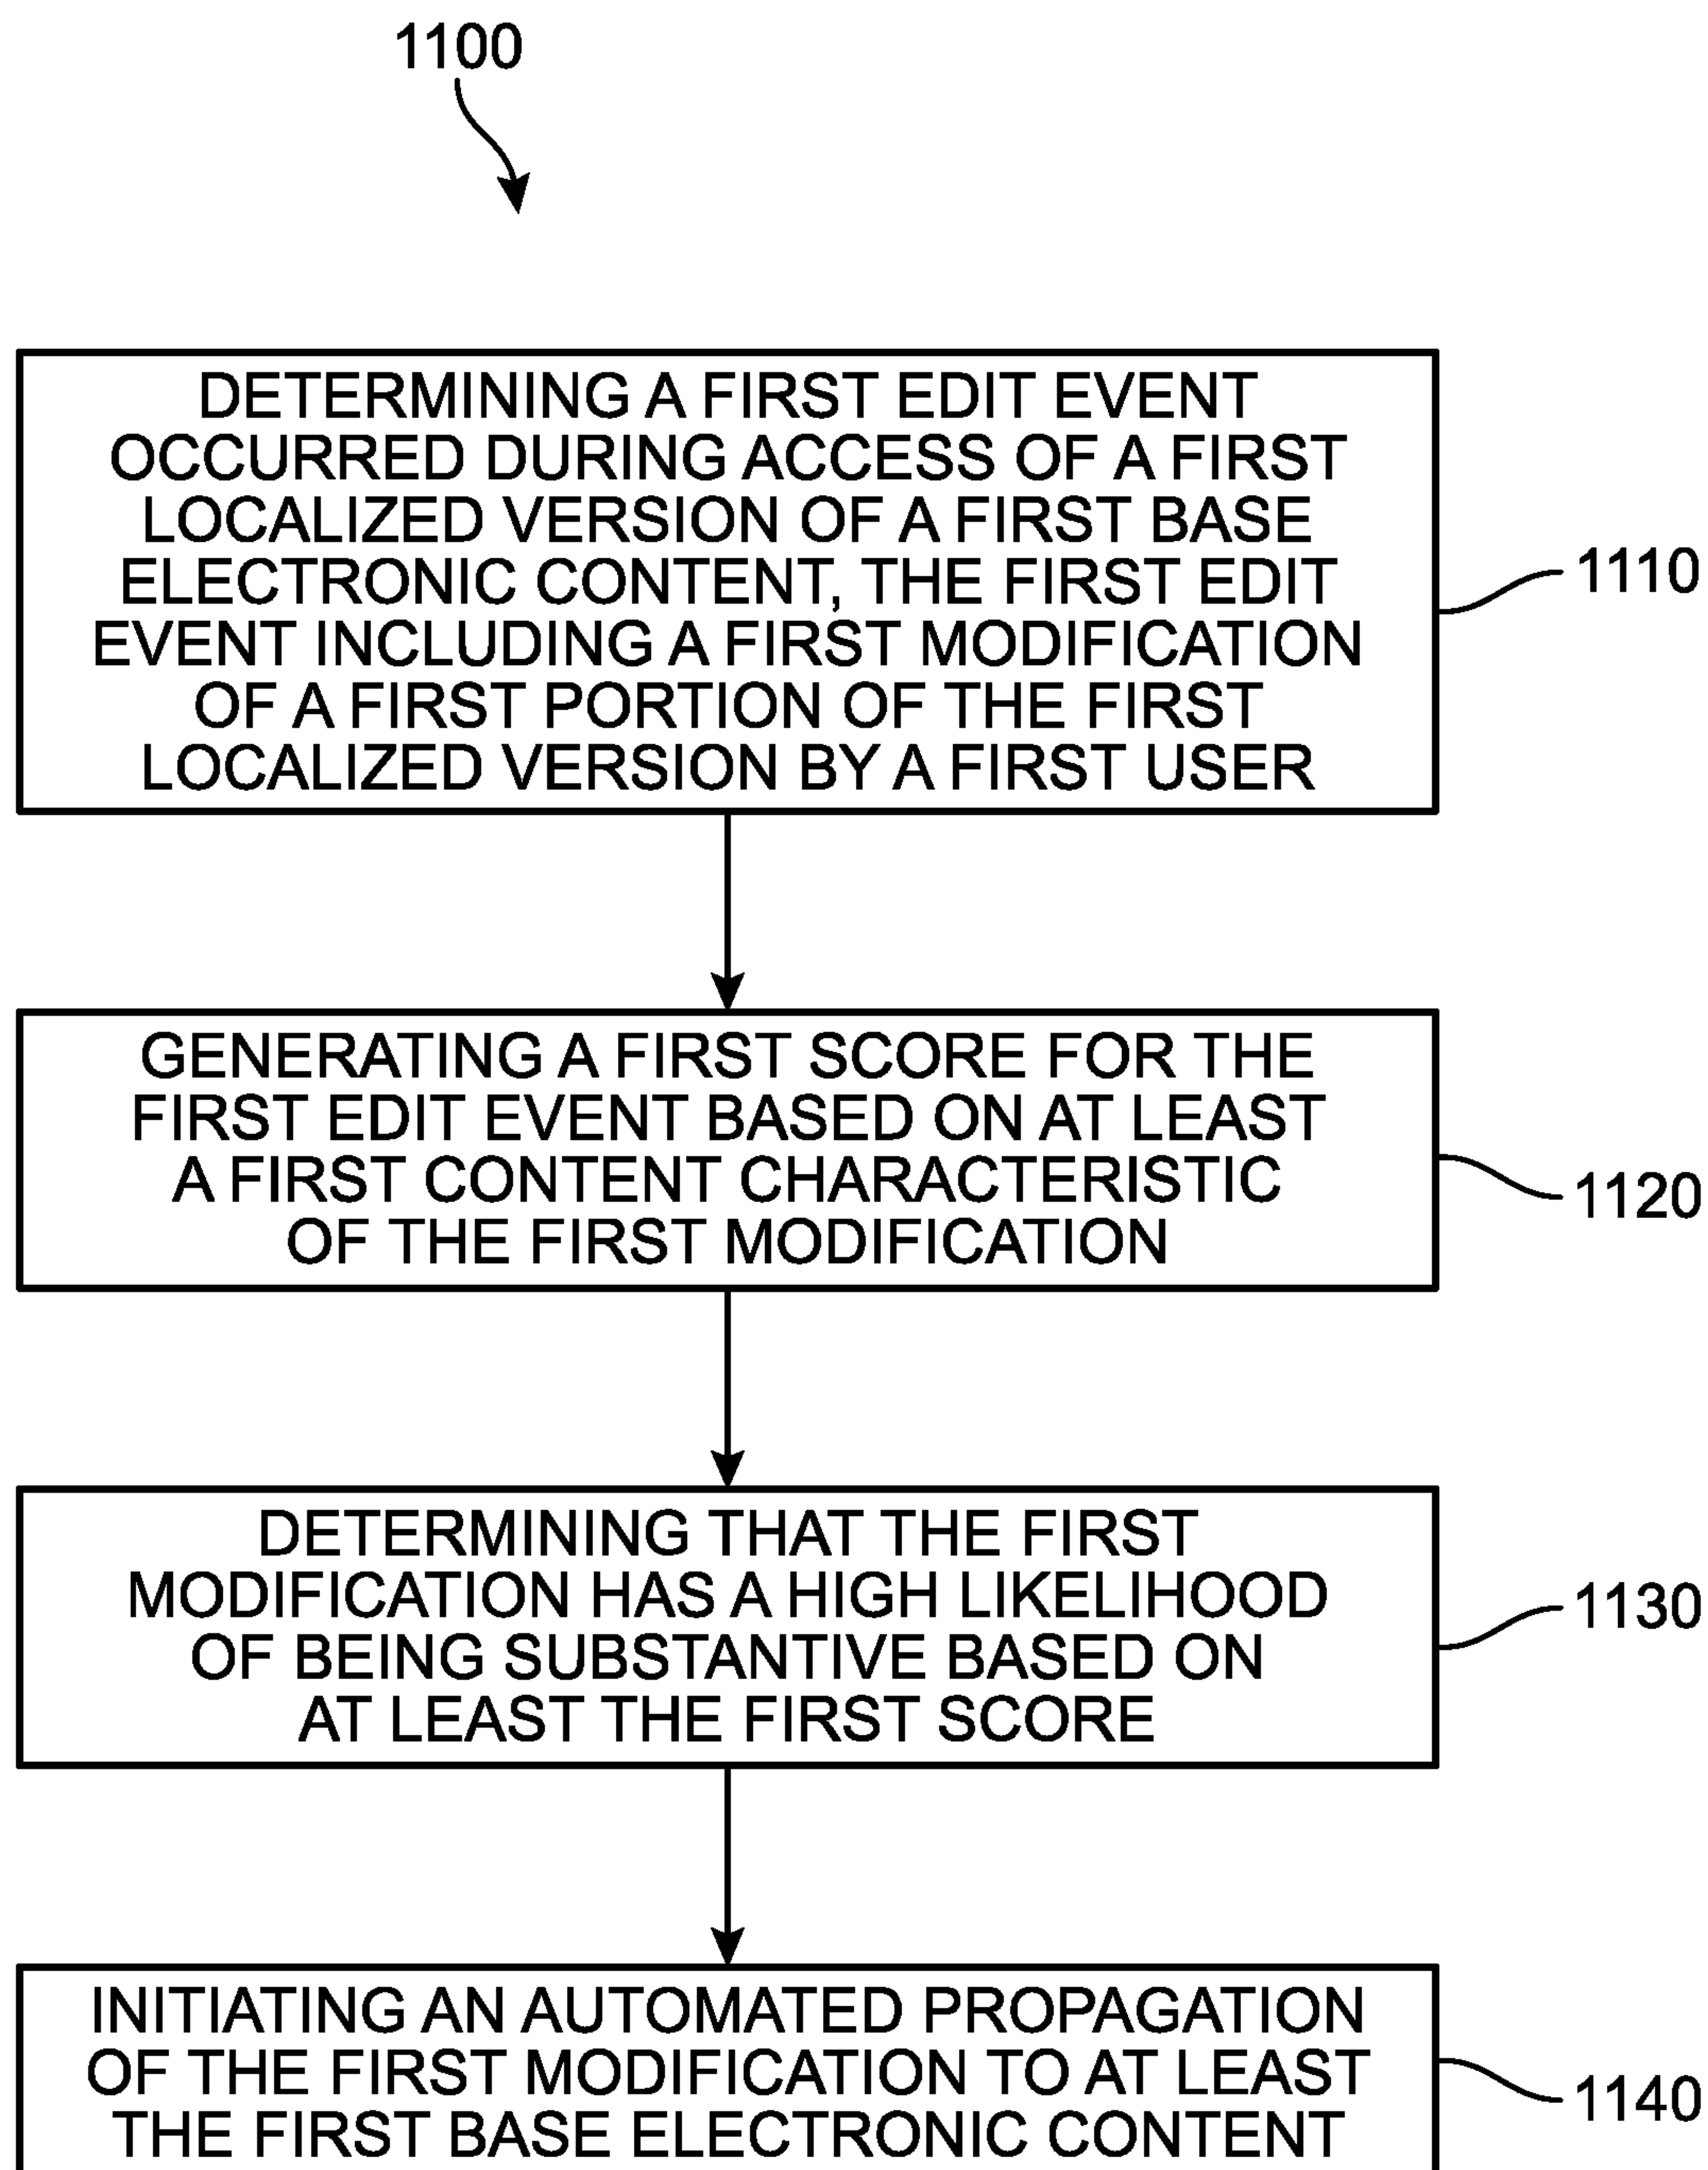 1100
DETERMINING A FIRST EDIT EVENT
OCCURRED DURING ACCESS OF A FIRST
LOCALIZED VERSION OF A FIRST BASE
ELECTRONIC CONTENT, THE FIRST EDIT
EVENT INCLUDING A FIRST MODIFICATION
OF A FIRST PORTION OF THE FIRST
LOCALIZED VERSION BY A FIRST USER
1110
GENERATING A FIRST SCORE FOR THE
FIRST EDIT EVENT BASED ON AT LEAST
A FIRST CONTENT CHARACTERISTIC
OF THE FIRST MODIFICATION
1120
DETERMINING THAT THE FIRST
MODIFICATION HAS A HIGH LIKELIHOOD
OF BEING SUBSTANTIVE BASED ON
AT LEAST THE FIRST SCORE
1130
INITIATING AN AUTOMATED PROPAGATION
OF THE FIRST MODIFICATION TO AT LEAST
THE FIRST BASE ELECTRONIC CONTENT
1140